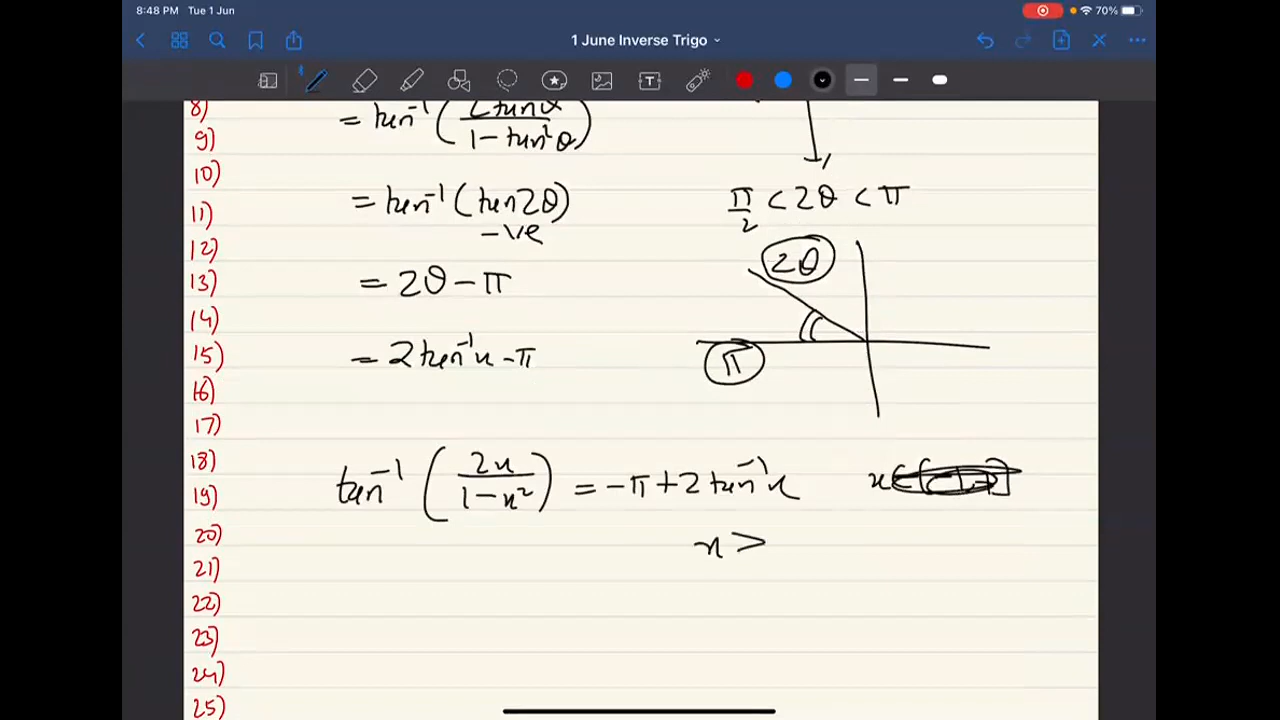 8:48 PM Tue 1 Jun 70%
1 June Inverse Trigo
8)
= tan⁻¹ (2tanθ / 1 - tan²θ)
9)
10)
11) = tan⁻¹ (tan2θ) π/2 < 2θ < π
-ve
12)
2θ
13) = 2θ - π
14)
15) = 2tan⁻¹x - π π
16)
17)
18)
19) tan⁻¹ (2x / 1 - x²) = -π + 2 tan⁻¹x x
20) x >
21)
22)
23)
24)
25)